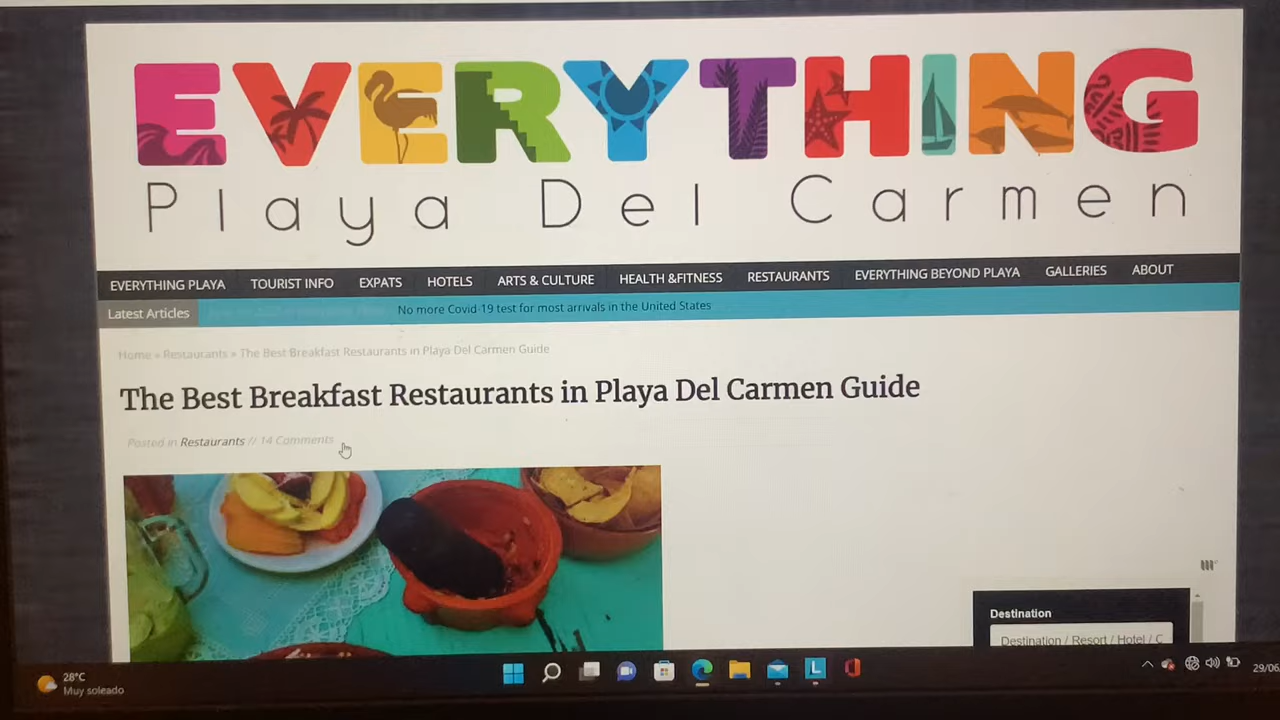 EVERYTHING
Playa Del Carmen
EVERYTHING PLAYA TOURIST INFO EXPATS HOTELS ARTS & CULTURE HEALTH &FITNESS RESTAURANTS EVERYTHING BEYOND PLAYA GALLERIES ABOUT
Latest Articles No more Covid-19 test for most arrivals in the United States
Home » Restaurants » The Best Breakfast Restaurants in Playa Del Carmen Guide
The Best Breakfast Restaurants in Playa Del Carmen Guide
Posted in Restaurants // 14 Comments
Destination
Destination / Resort / Hotel / C
28°C
Muy soleado
29/06